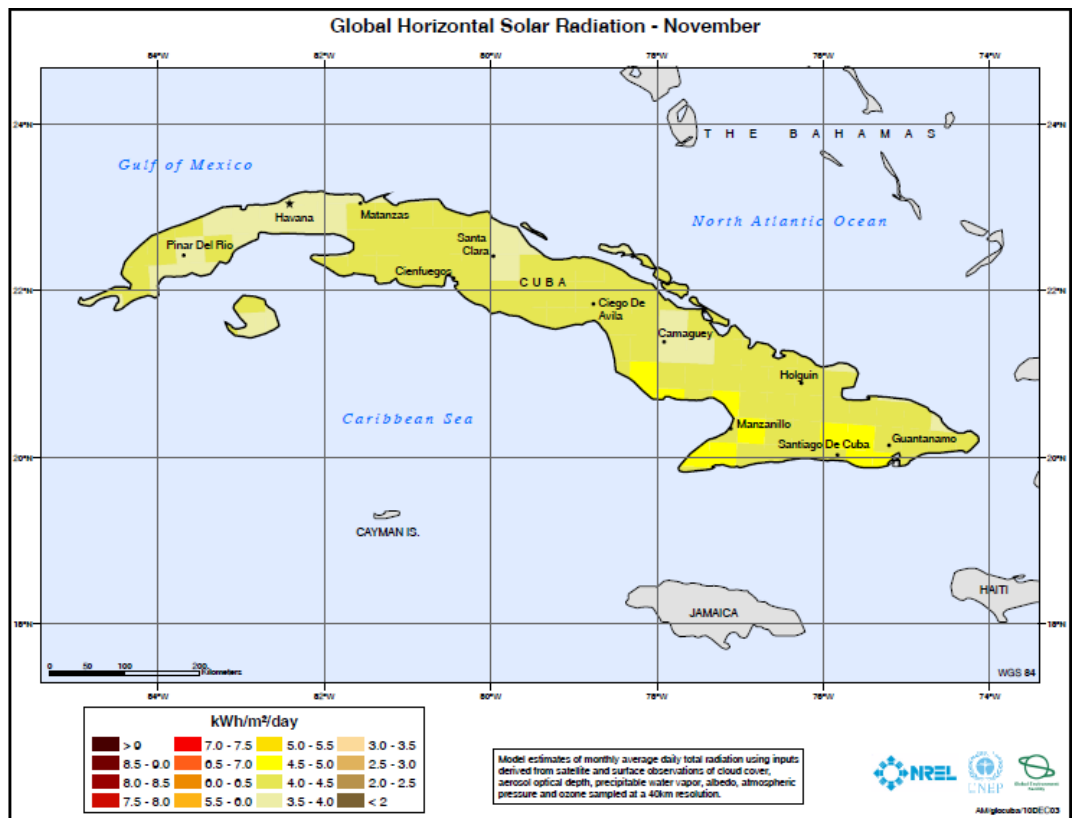 Global Horizontal Solar Radiation - November
84°W 82°W 80°W 78°W 76°W 74°W
24°N 24°N
THE BAHAMAS
Gulf of Mexico
North Atlantic Ocean
Havana
Matanzas
Pinar Del Rio
Santa
Clara
Cienfuegos
CUBA
22°N 22°N
Ciego De
Avila
Camaguey
Holguin
Caribbean Sea
Manzanillo
Santiago De Cuba
Guantanamo
20°N 20°N
CAYMAN IS.
JAMAICA
HAITI
18°N 18°N
0 50 100 200
Kilometers
WGS 84
84°W 82°W 80°W 78°W 76°W 74°W
kWh/m²/day
> 9 7.0 - 7.5 5.0 - 5.5 3.0 - 3.5
8.5 - 9.0 6.5 - 7.0 4.5 - 5.0 2.5 - 3.0
8.0 - 8.5 6.0 - 6.5 4.0 - 4.5 2.0 - 2.5
7.5 - 8.0 5.5 - 6.0 3.5 - 4.0 < 2
Model estimates of monthly average daily total radiation using inputs
derived from satellite and surface observations of cloud cover,
aerosol optical depth, precipitable water vapor, albedo, atmospheric
pressure and ozone sampled at a 40km resolution.
NREL
UNEP
AM/glocuba/10DEC03